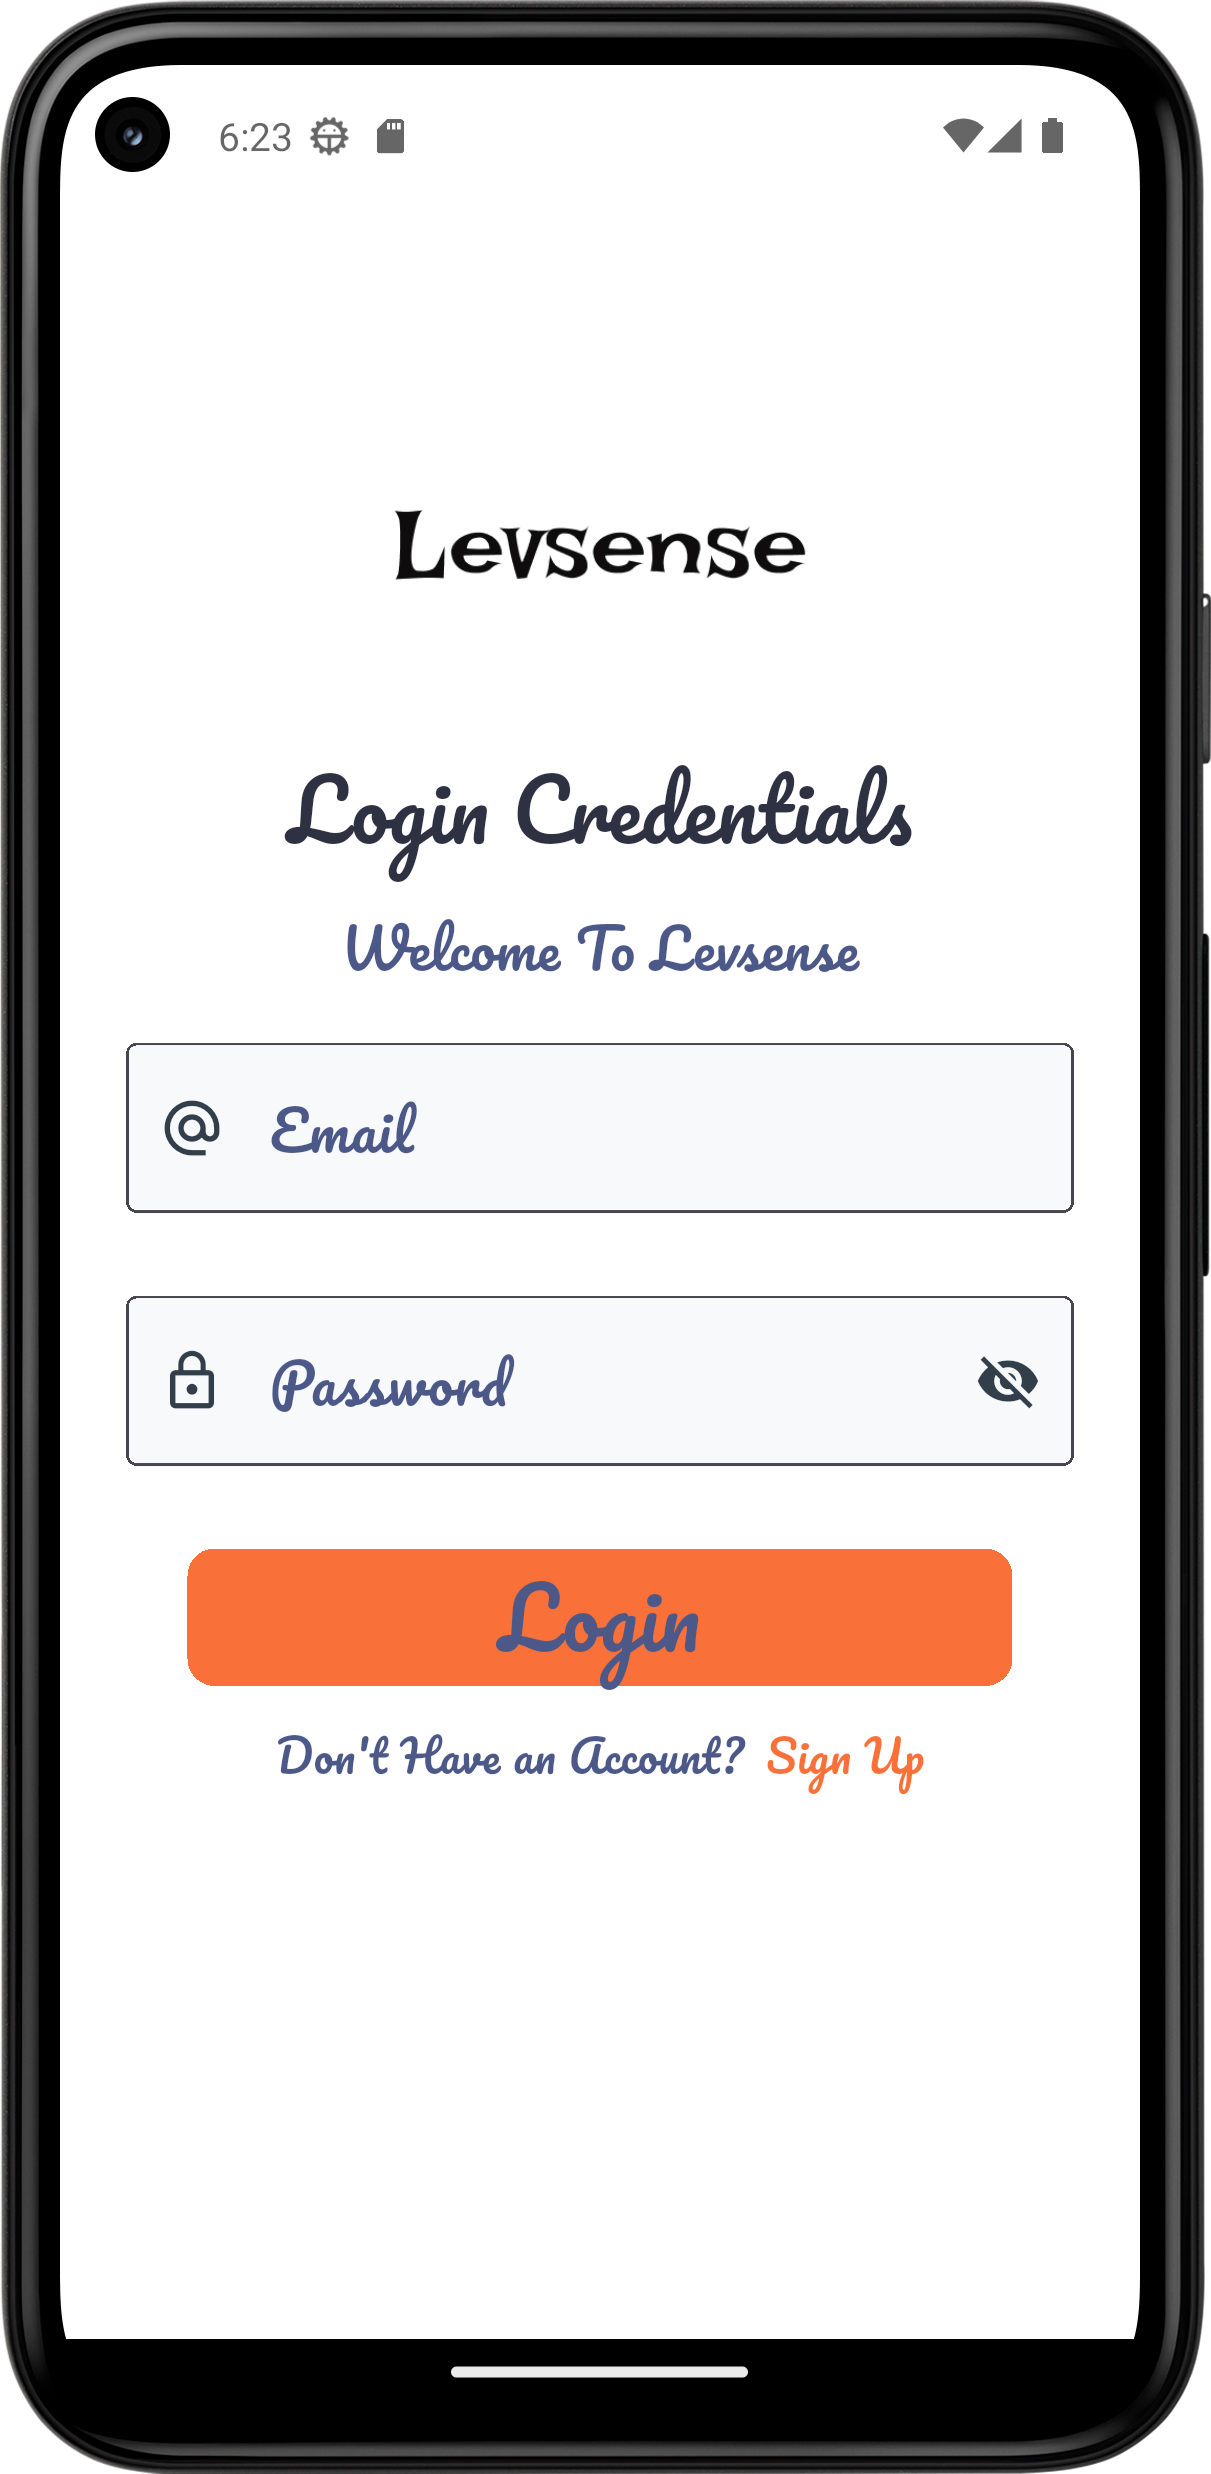 6:23
Levsense
Login Credentials
Welcome To Levsense
Email
Password
Login
Don't Have an Account? Sign Up